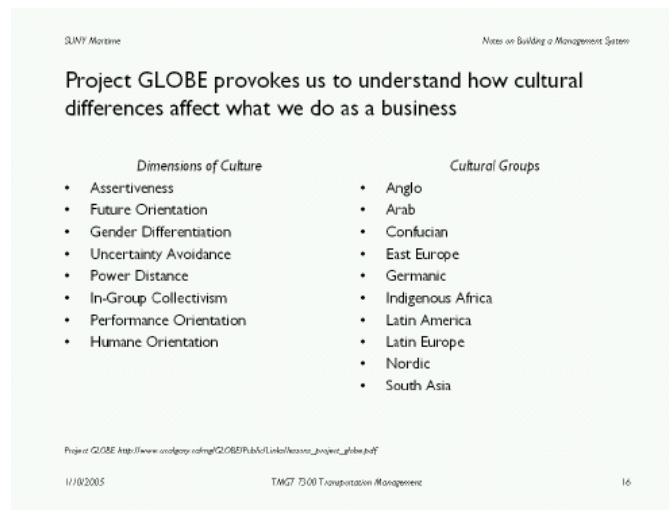 SUNY Maritime
Notes on Building a Management System
Project GLOBE provokes us to understand how cultural
differences affect what we do as a business
Dimensions of Culture
• Assertiveness
• Future Orientation
• Gender Differentiation
• Uncertainty Avoidance
• Power Distance
• In-Group Collectivism
• Performance Orientation
• Humane Orientation
Cultural Groups
• Anglo
• Arab
• Confucian
• East Europe
• Germanic
• Indigenous Africa
• Latin America
• Latin Europe
• Nordic
• South Asia
Project GLOBE
1/10/2005
TMGT 7300 Transportation Management
16